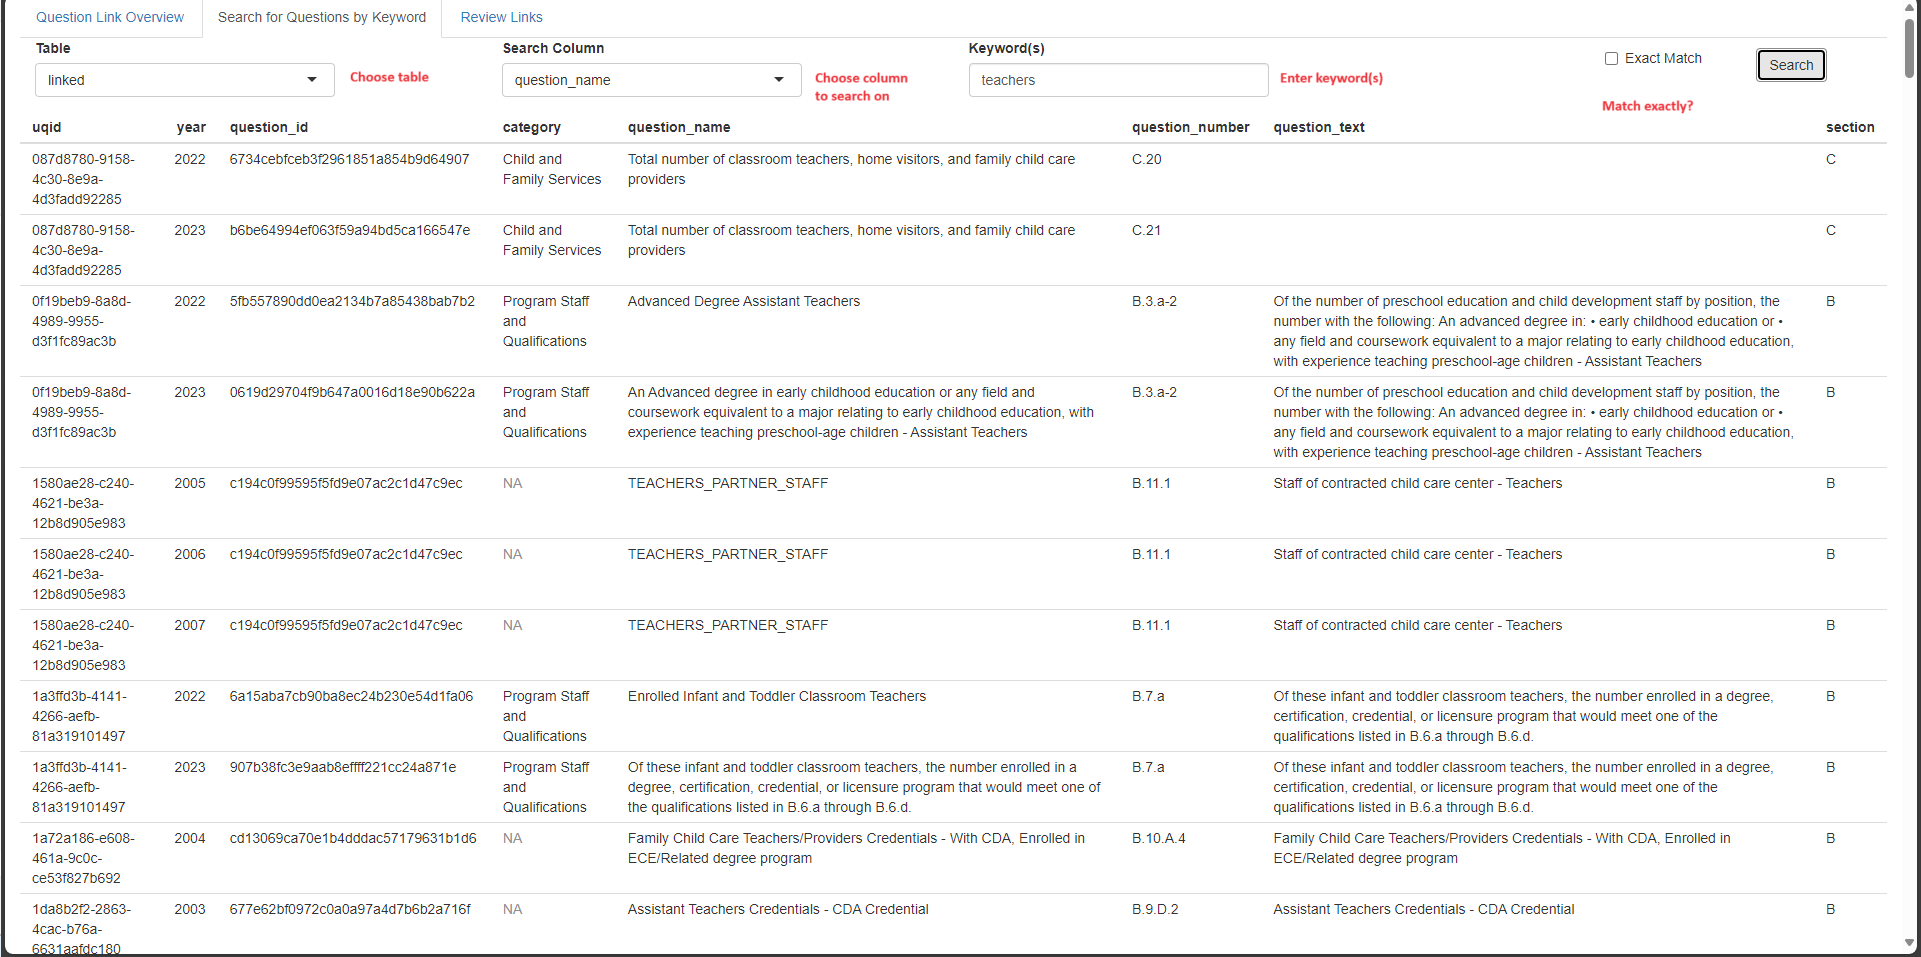 Question Link Overview Search for Questions by Keyword Review Links
Table Search Column Keyword(s)
linked Choose table question_name Choose column to search on teachers Enter keyword(s) Exact Match Search
Match exactly?
uqid year question_id category question_name question_number question_text section
087d8780-9158- 2022 6734cebfceb3f2961851a854b9d64907 Child and Total number of classroom teachers, home visitors, and family child care C.20 C
4c30-8e9a- Family Services providers
4d3fadd92285
087d8780-9158- 2023 b6be64994ef063f59a94bd5ca166547e Child and Total number of classroom teachers, home visitors, and family child care C.21 C
4c30-8e9a- Family Services providers
4d3fadd92285
0f19beb9-8a8d- 2022 5fb557890dd0ea2134b7a85438bab7b2 Program Staff Advanced Degree Assistant Teachers B.3.a-2 Of the number of preschool education and child development staff by position, the B
4989-9955- and number with the following: An advanced degree in: • early childhood education or •
d3f1fc89ac3b Qualifications any field and coursework equivalent to a major relating to early childhood education,
with experience teaching preschool-age children - Assistant Teachers
0f19beb9-8a8d- 2023 0619d29704f9b647a0016d18e90b622a Program Staff An Advanced degree in early childhood education or any field and B.3.a-2 Of the number of preschool education and child development staff by position, the B
4989-9955- and coursework equivalent to a major relating to early childhood education, with number with the following: An advanced degree in: • early childhood education or •
d3f1fc89ac3b Qualifications experience teaching preschool-age children - Assistant Teachers any field and coursework equivalent to a major relating to early childhood education,
with experience teaching preschool-age children - Assistant Teachers
1580ae28-c240- 2005 c194c0f99595f5fd9e07ac2c1d47c9ec NA TEACHERS_PARTNER_STAFF B.11.1 Staff of contracted child care center - Teachers B
4621-be3a-
12b8d905e983
1580ae28-c240- 2006 c194c0f99595f5fd9e07ac2c1d47c9ec NA TEACHERS_PARTNER_STAFF B.11.1 Staff of contracted child care center - Teachers B
4621-be3a-
12b8d905e983
1580ae28-c240- 2007 c194c0f99595f5fd9e07ac2c1d47c9ec NA TEACHERS_PARTNER_STAFF B.11.1 Staff of contracted child care center - Teachers B
4621-be3a-
12b8d905e983
1a3ffd3b-4141- 2022 6a15aba7cb90ba8ec24b230e54d1fa06 Program Staff Enrolled Infant and Toddler Classroom Teachers B.7.a Of these infant and toddler classroom teachers, the number enrolled in a degree, B
4266-aefb- and certification, credential, or licensure program that would meet one of the
81a319101497 Qualifications qualifications listed in B.6.a through B.6.d.
1a3ffd3b-4141- 2023 907b38fc3e9aab8effff221cc24a871e Program Staff Of these infant and toddler classroom teachers, the number enrolled in a B.7.a Of these infant and toddler classroom teachers, the number enrolled in a degree, B
4266-aefb- and degree, certification, credential, or licensure program that would meet one of certification, credential, or licensure program that would meet one of the
81a319101497 Qualifications the qualifications listed in B.6.a through B.6.d. qualifications listed in B.6.a through B.6.d.
1a72a186-e608- 2004 cd13069ca70e1b4dddac57179631b1d6 NA Family Child Care Teachers/Providers Credentials - With CDA, Enrolled in B.10.A.4 Family Child Care Teachers/Providers Credentials - With CDA, Enrolled in B
461a-9c0c- ECE/Related degree program ECE/Related degree program
ce53f827b692
1da8b2f2-2863- 2003 677e62bf0972c0a0a97a4d7b6b2a716f NA Assistant Teachers Credentials - CDA Credential B.9.D.2 Assistant Teachers Credentials - CDA Credential B
4cac-b76a-
6631aafdc180